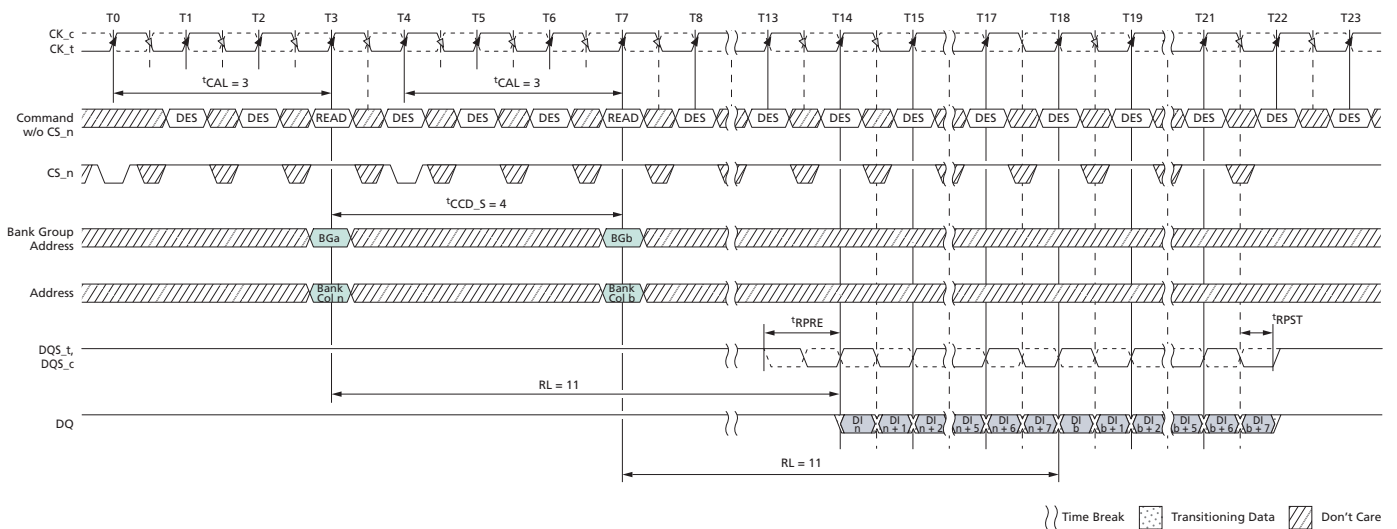 T0 T1 T2 T3 T4 T5 T6 T7 T8 T13 T14 T15 T17 T18 T19 T21 T22 T23
CK_c
CK_t
tCAL = 3 tCAL = 3
Command
w/o CS_n
DES DES READ DES DES DES READ DES DES DES DES DES DES DES DES DES DES
CS_n
tCCD_S = 4
Bank Group
Address
BGa BGb
Address
Bank
Col n
Bank
Col b
tRPRE tRPST
DQS_t,
DQS_c
RL = 11
DQ
DI
n
DI
n + 1
DI
n + 2
DI
n + 5
DI
n + 6
DI
n + 7
DI
b
DI
b + 1
DI
b + 2
DI
b + 5
DI
b + 6
DI
b + 7
RL = 11
Time Break Transitioning Data Don't Care